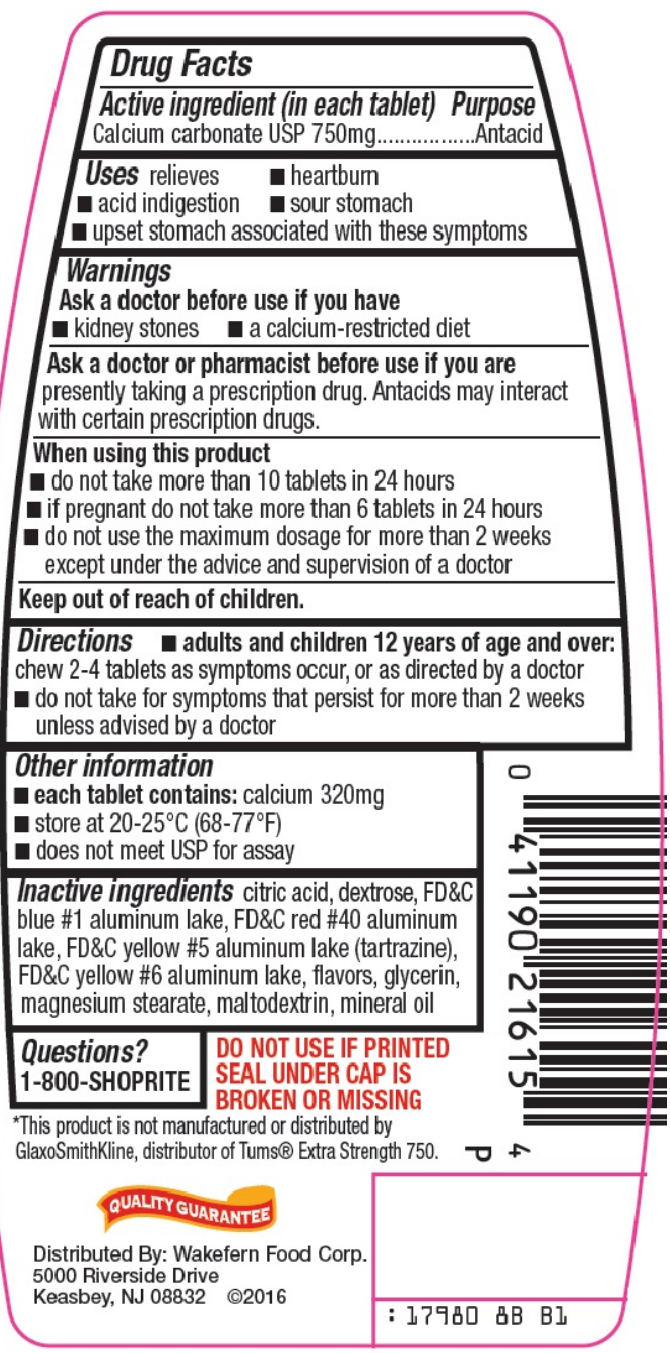 Drug Facts
Active ingredient (in each tablet) Purpose
Calcium carbonate USP 750mg.................Antacid
Uses relieves ■ heartburn
■ acid indigestion ■ sour stomach
■ upset stomach associated with these symptoms
Warnings
Ask a doctor before use if you have
■ kidney stones ■ a calcium-restricted diet
Ask a doctor or pharmacist before use if you are
presently taking a prescription drug. Antacids may interact
with certain prescription drugs.
When using this product
■ do not take more than 10 tablets in 24 hours
■ if pregnant do not take more than 6 tablets in 24 hours
■ do not use the maximum dosage for more than 2 weeks
except under the advice and supervision of a doctor
Keep out of reach of children.
Directions ■ adults and children 12 years of age and over:
chew 2-4 tablets as symptoms occur, or as directed by a doctor
■ do not take for symptoms that persist for more than 2 weeks
unless advised by a doctor
Other information
■ each tablet contains: calcium 320mg
■ store at 20-25°C (68-77°F)
■ does not meet USP for assay
Inactive ingredients citric acid, dextrose, FD&C
blue #1 aluminum lake, FD&C red #40 aluminum
lake, FD&C yellow #5 aluminum lake (tartrazine),
FD&C yellow #6 aluminum lake, flavors, glycerin,
magnesium stearate, maltodextrin, mineral oil
Questions?
1-800-SHOPRITE
DO NOT USE IF PRINTED
SEAL UNDER CAP IS
BROKEN OR MISSING
0 41190 21615 4
P
*This product is not manufactured or distributed by
GlaxoSmithKline, distributor of Tums® Extra Strength 750.
QUALITY GUARANTEE
Distributed By: Wakefern Food Corp.
5000 Riverside Drive
Keasbey, NJ 08832 ©2016
: 17980 8B B1